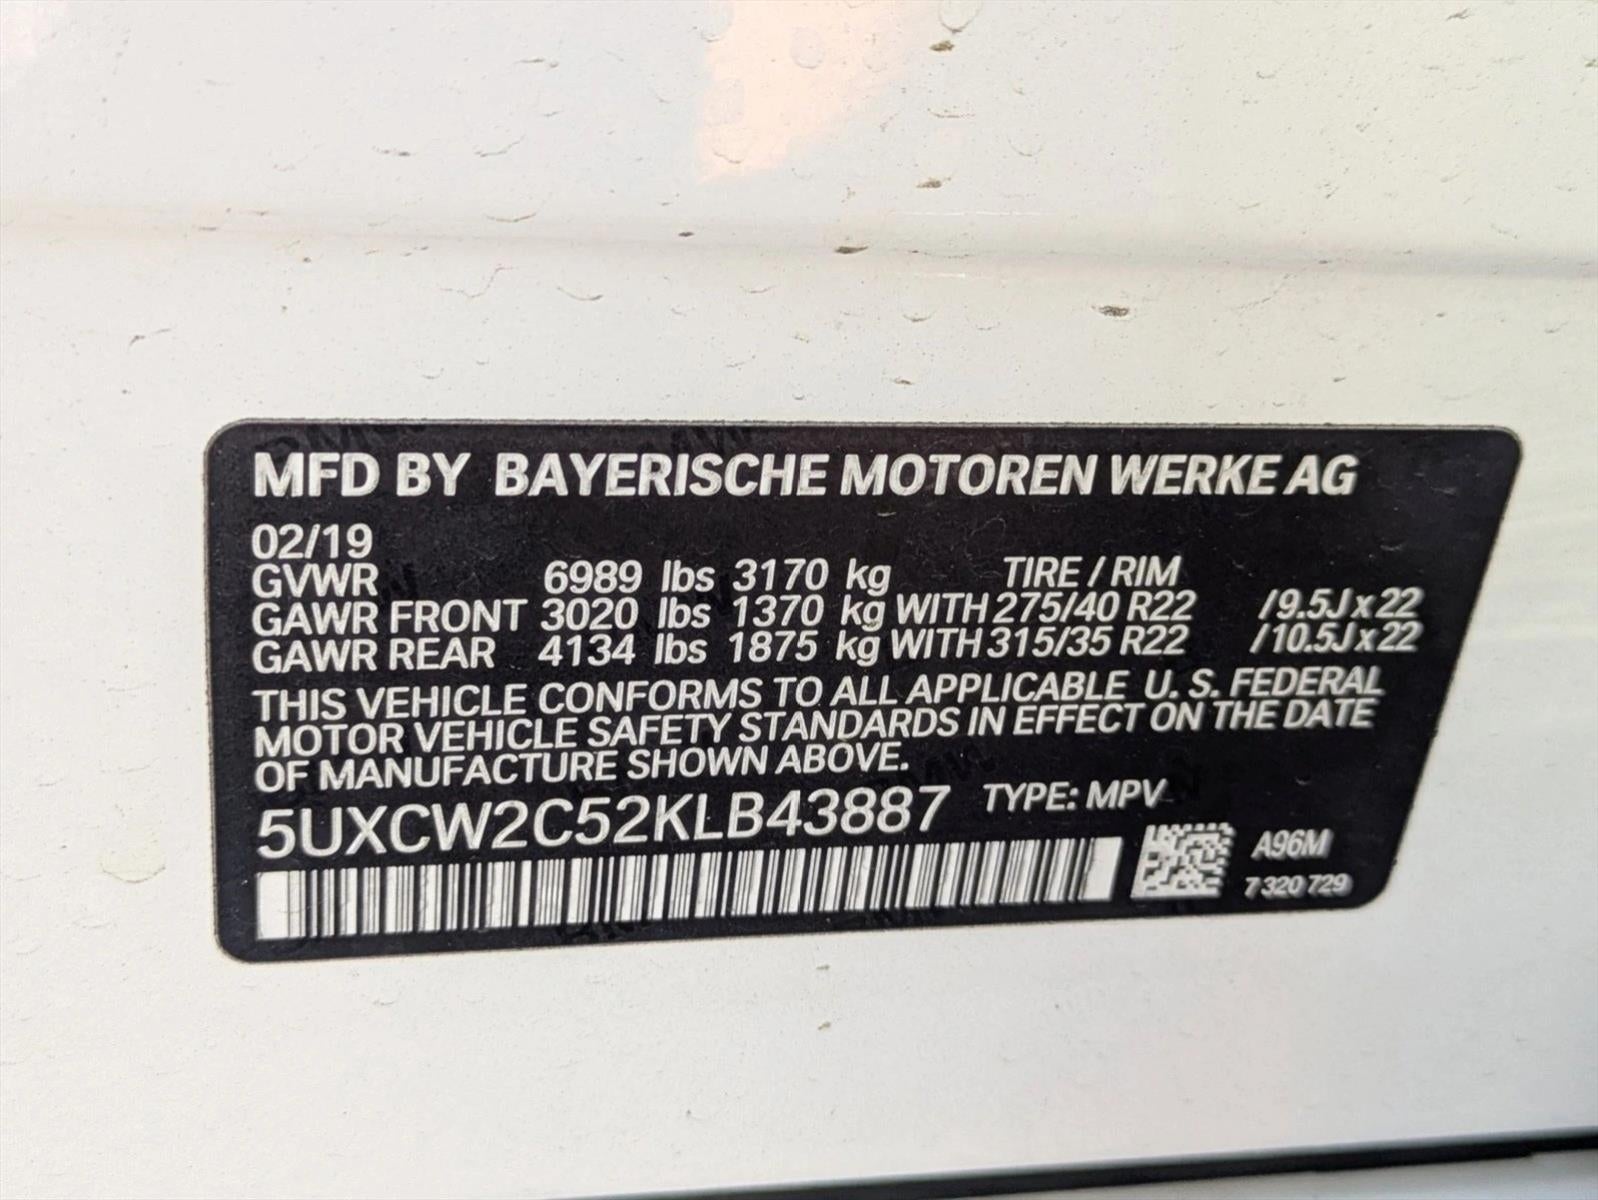 MFD BY BAYERISCHE MOTOREN WERKE AG
02/19
GVWR 6989 lbs 3170 kg TIRE / RIM
GAWR FRONT 3020 lbs 1370 kg WITH 275/40 R22 /9.5J x 22
GAWR REAR 4134 lbs 1875 kg WITH 315/35 R22 /10.5J x 22
THIS VEHICLE CONFORMS TO ALL APPLICABLE U. S. FEDERAL
MOTOR VEHICLE SAFETY STANDARDS IN EFFECT ON THE DATE
OF MANUFACTURE SHOWN ABOVE.
5UXCW2C52KLB43887 TYPE: MPV
A96M
7 320 729